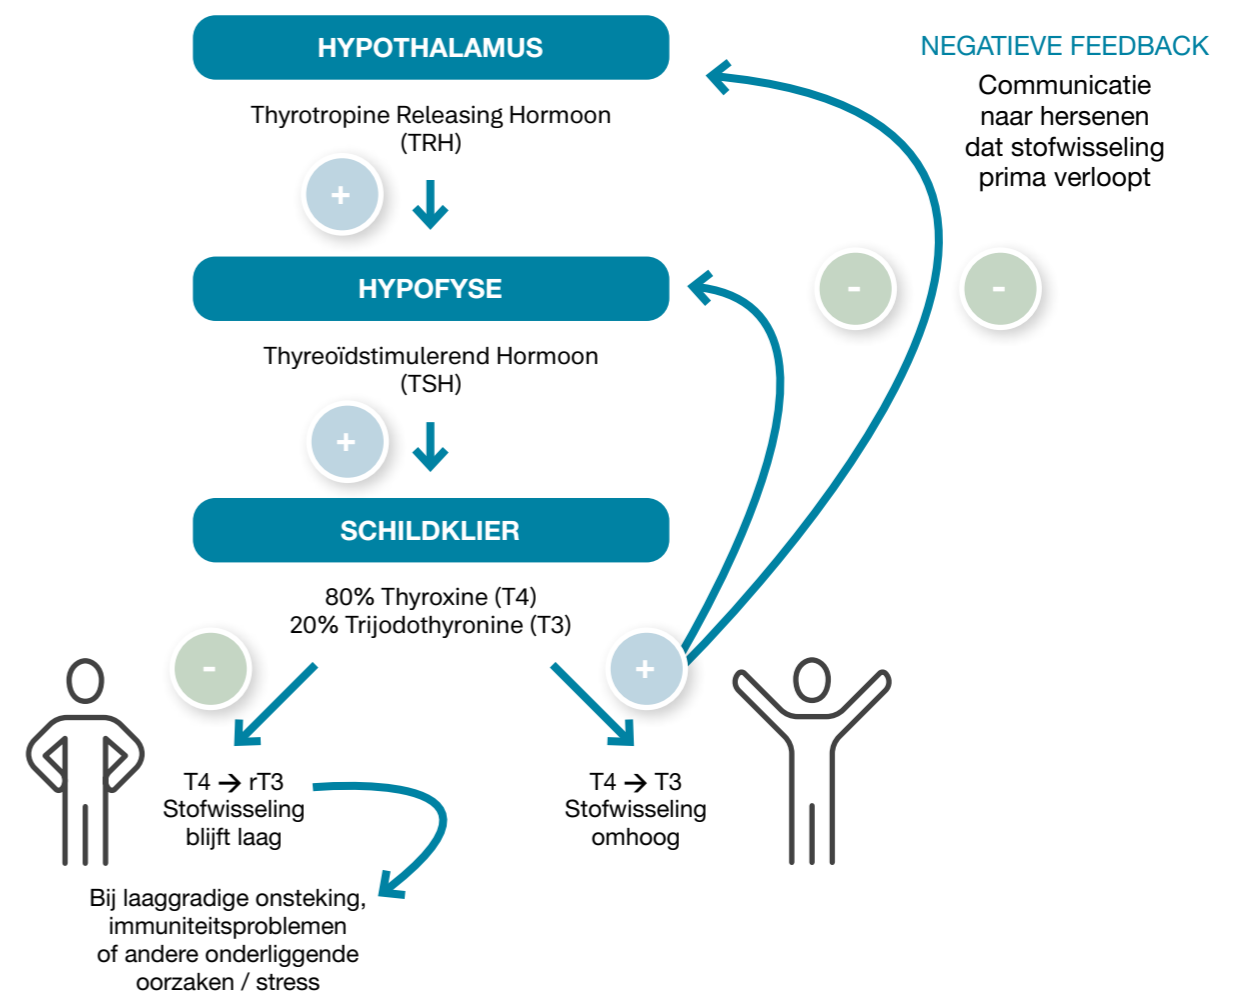 HYPOTHALAMUS
NEGATIEVE FEEDBACK
Communicatie
naar hersenen
dat stofwisseling
prima verloopt
Thyrotropine Releasing Hormoon
(TRH)
+
HYPOFYSE
-
-
Thyreoïdstimulerend Hormoon
(TSH)
+
SCHILDKLIER
80% Thyroxine (T4)
20% Trijodothyronine (T3)
-
+
T4 → rT3
Stofwisseling
blijft laag
T4 → T3
Stofwisseling
omhoog
Bij laaggradige onsteking,
immuniteitsproblemen
of andere onderliggende
oorzaken / stress